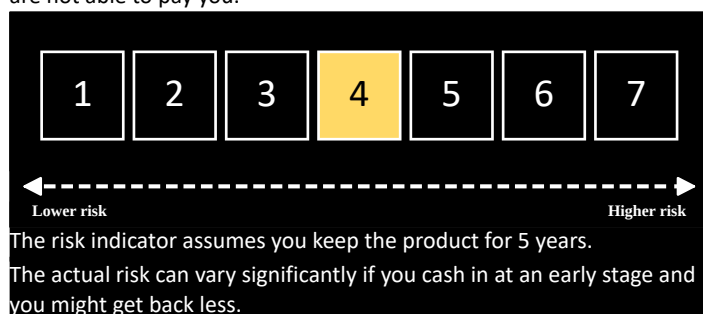 are not able to pay you.
1 2 3 4 5 6 7
Lower risk Higher risk
The risk indicator assumes you keep the product for 5 years.
The actual risk can vary significantly if you cash in at an early stage and
you might get back less.